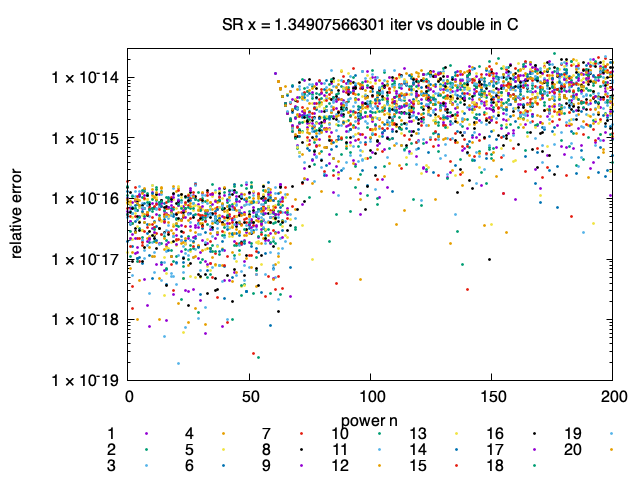 SR x = 1.34907566301 iter vs double in C
relative error
1 × 10-14
1 × 10-15
1 × 10-16
1 × 10-17
1 × 10-18
1 × 10-19
0 50 100 150 200
power n
1 4 7 10 13 16 19
2 5 8 11 14 17 20
3 6 9 12 15 18